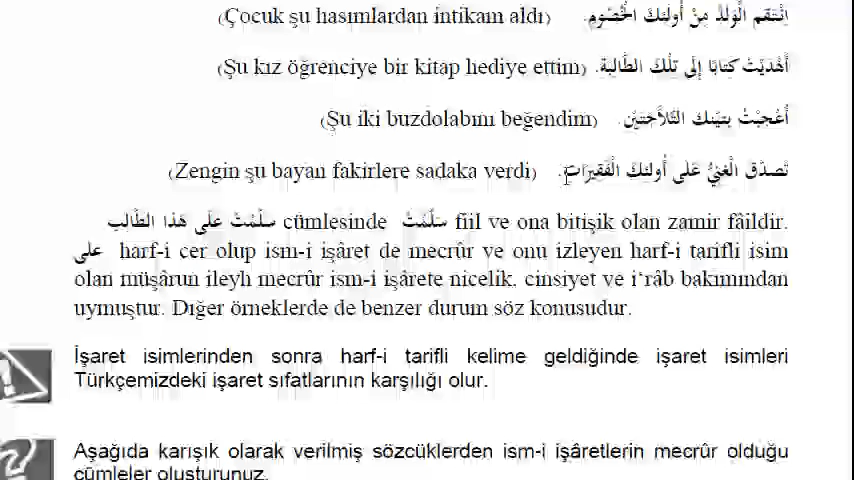 اِنْتَقَمَ الْوَلَدُ مِنْ أُولَئِكَ الْخُصُومِ. (Çocuk şu hasımlardan intikam aldı)
أَهْدَيْتُ كِتَابًا إِلَى تِلْكَ الطَّالِبَةِ. (Şu kız öğrenciye bir kitap hediye ettim)
أُعْجِبْتُ بِتَيْنِكَ الثَّلاَّجَتَيْنِ. (Şu iki buzdolabını beğendim)
تَصَدَّقَ الْغَنِيُّ عَلَى أُولَئِكَ الْفَقِيرَاتِ. (Zengin şu bayan fakirlere sadaka verdi)
سَلَّمْتُ عَلَى هَذَا الطَّالِبِ cümlesinde سَلَّمْتُ fiil ve ona bitişik olan zamir fâildir.
عَلَى harf-i cer olup ism-i işâret de mecrûr ve onu izleyen harf-i tarifli isim
olan müşârun ileyh mecrûr ism-i işârete nicelik, cinsiyet ve i‘râb bakımından
uymuştur. Diğer örneklerde de benzer durum söz konusudur.
İşaret isimlerinden sonra harf-i tarifli kelime geldiğinde işaret isimleri
Türkçemizdeki işaret sıfatlarının karşılığı olur.
Aşağıda karışık olarak verilmiş sözcüklerden ism-i işâretlerin mecrûr olduğu
cümleler oluşturunuz.